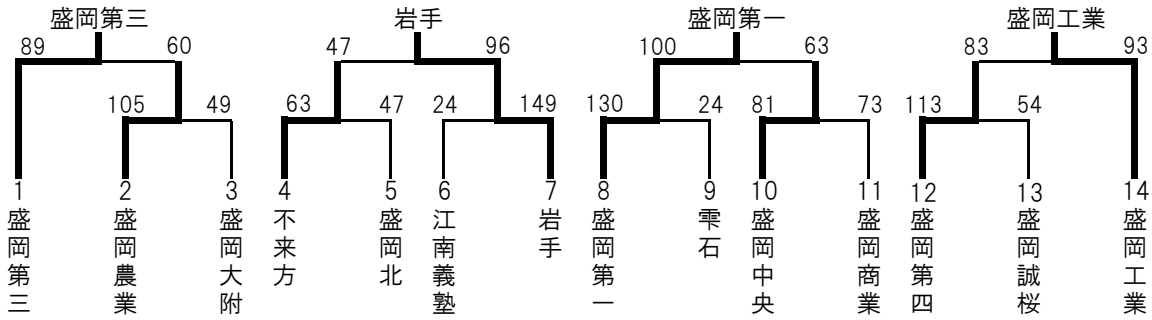 盛岡第三 岩手 盛岡第一 盛岡工業
89 60 47 96 100 63 83 93
105 49 63 47 24 149 130 24 81 73 113 54
1 2 3 4 5 6 7 8 9 10 11 12 13 14
盛岡第三
盛岡農業
盛岡大附
不来方
盛岡北
江南義塾
岩手
盛岡第一
雫石
盛岡中央
盛岡商業
盛岡第四
盛岡誠桜
盛岡工業